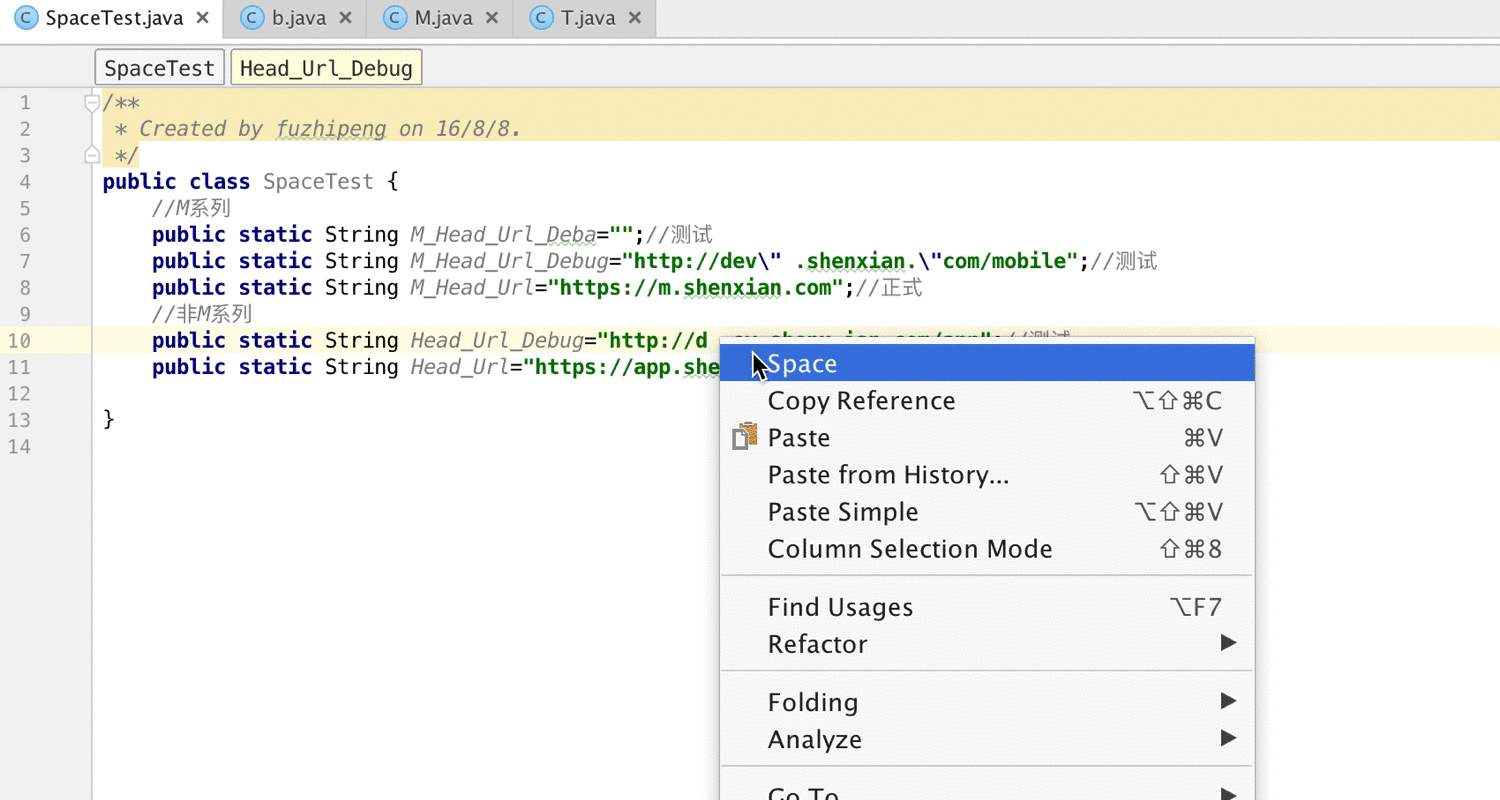 SpaceTest.java
b.java
M.java
T.java
SpaceTest
Head_Url_Debug
1 /**
2 * Created by fuzhipeng on 16/8/8.
3 */
4 public class SpaceTest {
5 //M系列
6 public static String M_Head_Url_Deba="";//测试
7 public static String M_Head_Url_Debug="http://dev\" .shenxian.\"com/mobile";//测试
8 public static String M_Head_Url="https://m.shenxian.com";//正式
9 //非M系列
10 public static String Head_Url_Debug="http://d
11 public static String Head_Url="https://app.she
12
13 }
14
Space
Copy Reference ⌥⇧⌘C
Paste ⌘V
Paste from History... ⇧⌘V
Paste Simple ⌥⇧⌘V
Column Selection Mode ⇧⌘8
Find Usages ⌥F7
Refactor
Folding
Analyze
Go To